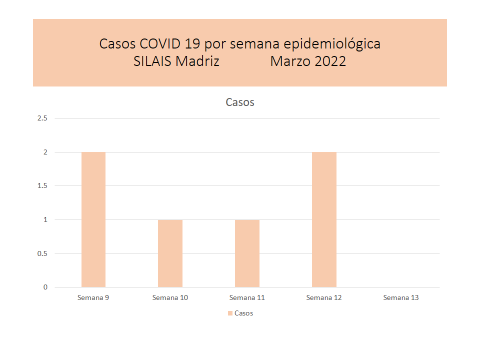 Casos COVID 19 por semana epidemiológica
SILAIS Madriz Marzo 2022
Casos
2.5
2
1.5
1
0.5
0
Semana 9 Semana 10 Semana 11 Semana 12 Semana 13
Casos